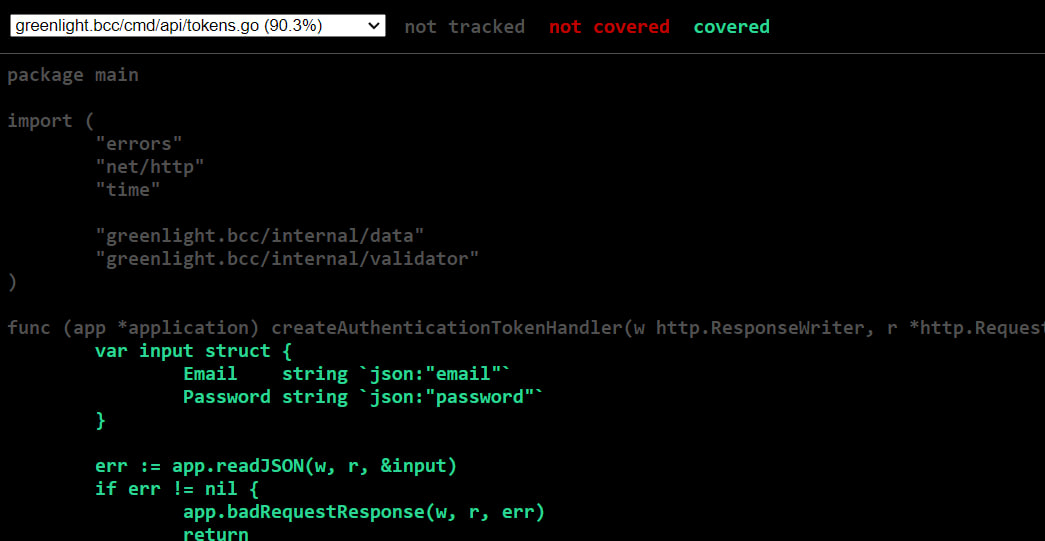 greenlight.bcc/cmd/api/tokens.go (90.3%) not tracked not covered covered
package main
import (
"errors"
"net/http"
"time"
"greenlight.bcc/internal/data"
"greenlight.bcc/internal/validator"
)
func (app *application) createAuthenticationTokenHandler(w http.ResponseWriter, r *http.Request
var input struct {
Email    string `json:"email"`
Password string `json:"password"`
}
err := app.readJSON(w, r, &input)
if err != nil {
app.badRequestResponse(w, r, err)
return